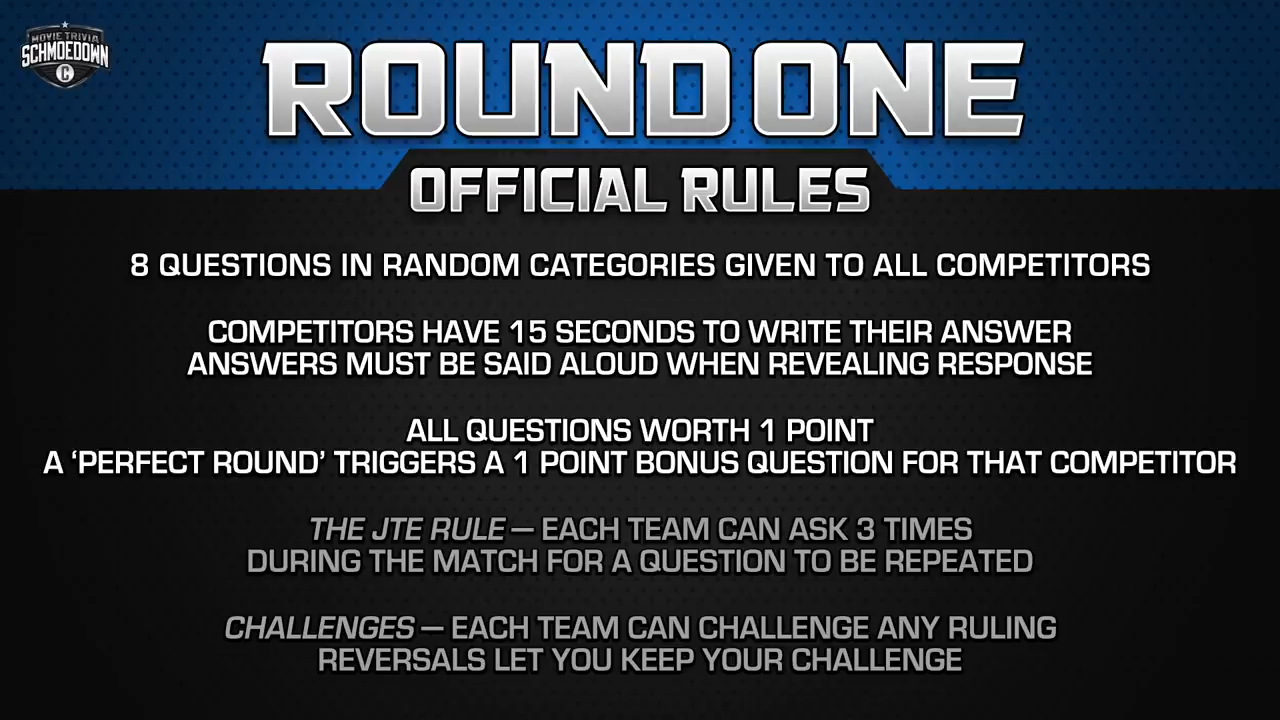 MOVIE TRIVIA
SCHMOEDOWN
C
ROUND ONE
OFFICIAL RULES
8 QUESTIONS IN RANDOM CATEGORIES GIVEN TO ALL COMPETITORS
COMPETITORS HAVE 15 SECONDS TO WRITE THEIR ANSWER
ANSWERS MUST BE SAID ALOUD WHEN REVEALING RESPONSE
ALL QUESTIONS WORTH 1 POINT
A ‘PERFECT ROUND’ TRIGGERS A 1 POINT BONUS QUESTION FOR THAT COMPETITOR
THE JTE RULE – EACH TEAM CAN ASK 3 TIMES
DURING THE MATCH FOR A QUESTION TO BE REPEATED
CHALLENGES – EACH TEAM CAN CHALLENGE ANY RULING
REVERSALS LET YOU KEEP YOUR CHALLENGE